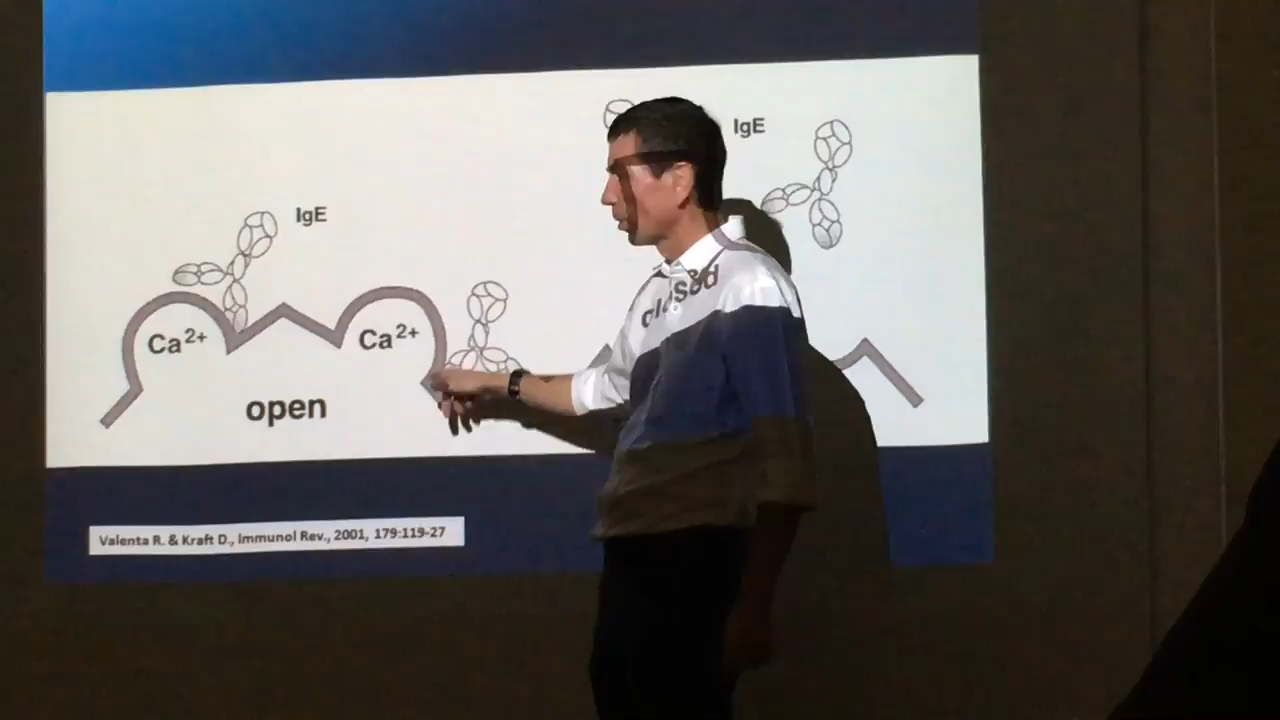 IgE
IgE
Ca2+
Ca2+
open
closed
Valenta R. & Kraft D., Immunol Rev., 2001, 179:119-27